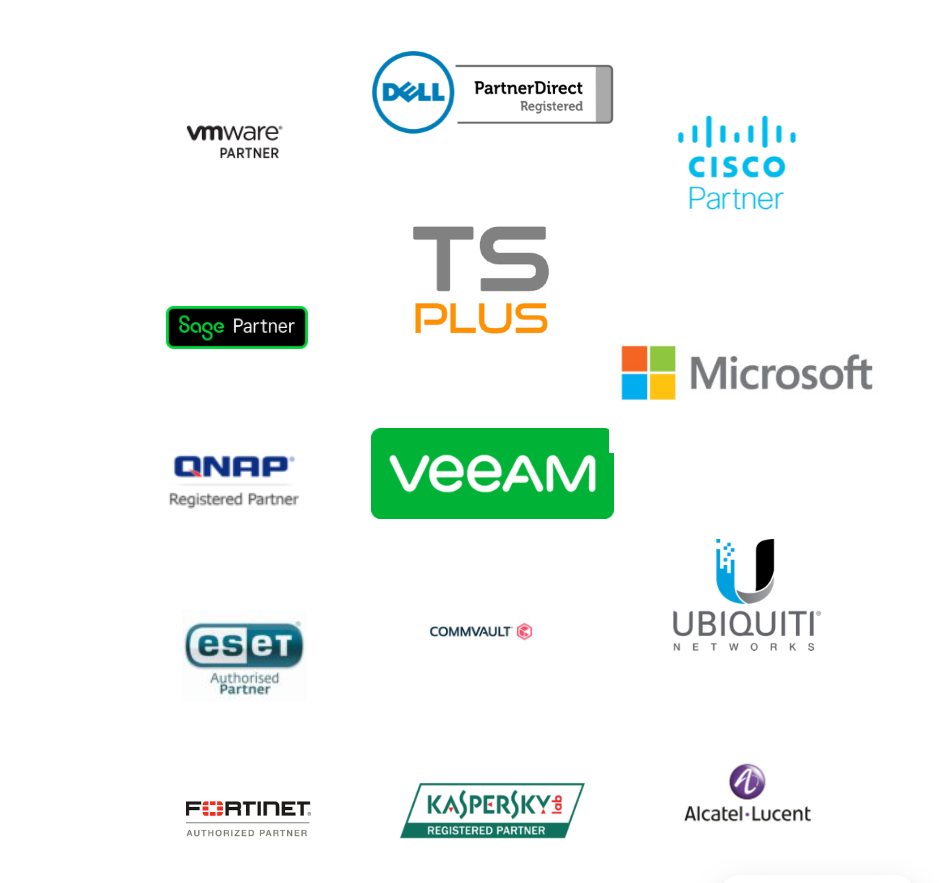 DELL
PartnerDirect
Registered
vmware®
PARTNER
CISCO
Partner
TS
PLUS
Sage Partner
Microsoft
QNAP®
Registered Partner
veeAM
UBIQUITI®
NETWORKS
eseT®
Authorised
Partner
COMMVAULT
FORTINET®
AUTHORIZED PARTNER
KASPERSKY lab
REGISTERED PARTNER
Alcatel·Lucent